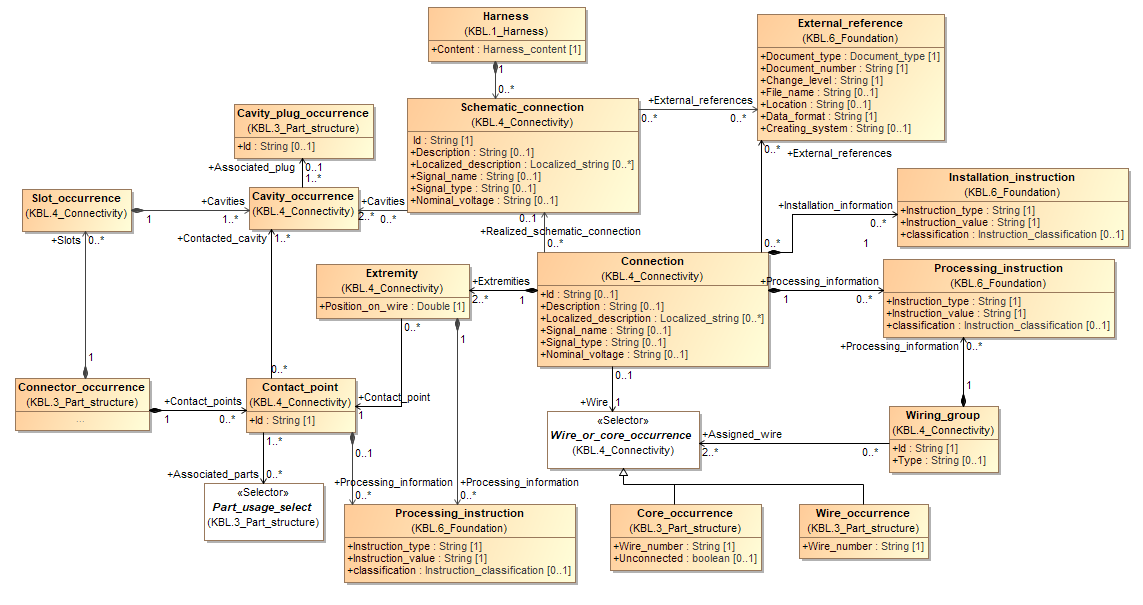 Harness
(KBL.1_Harness)
+Content : Harness_content [1]
1
0..*
External_reference
(KBL.6_Foundation)
+Document_type : Document_type [1]
+Document_number : String [1]
+Change_level : String [1]
+File_name : String [0..1]
+Location : String [0..1]
+Data_format : String [1]
+Creating_system : String [0..1]
Schematic_connection
(KBL.4_Connectivity)
Id : String [1]
+Description : String [0..1]
+Localized_description : Localized_string [0..*]
+Signal_name : String [0..1]
+Signal_type : String [0..1]
+Nominal_voltage : String [0..1]
+External_references
0..*
0..*
Cavity_plug_occurrence
(KBL.3_Part_structure)
+Id : String [0..1]
+Associated_plug
0..1
1..*
0..*
+External_references
Slot_occurrence
(KBL.4_Connectivity)
+Cavities
1
1..*
Cavity_occurrence
(KBL.4_Connectivity)
+Cavities
2..*
0..*
Installation_instruction
(KBL.6_Foundation)
+Instruction_type : String [1]
+Instruction_value : String [1]
+classification : Instruction_classification [0..1]
+Installation_information
0..*
1
0..1
+Realized_schematic_connection
0..*
0..*
+Slots
0..*
+Contacted_cavity
1..*
Connection
(KBL.4_Connectivity)
+Id : String [0..1]
+Description : String [0..1]
+Localized_description : Localized_string [0..*]
+Signal_name : String [0..1]
+Signal_type : String [0..1]
+Nominal_voltage : String [0..1]
Extremity
(KBL.4_Connectivity)
+Position_on_wire : Double [1]
+Extremities
2..*
1
+Processing_information
1
0..*
Processing_instruction
(KBL.6_Foundation)
+Instruction_type : String [1]
+Instruction_value : String [1]
+classification : Instruction_classification [0..1]
0..*
1
+Processing_information
0..*
1
1
0..*
Connector_occurrence
(KBL.3_Part_structure)
...
+Contact_points
1
0..*
Contact_point
(KBL.4_Connectivity)
+Id : String [1]
+Contact_point
1
0..1
+Wire
1
«Selector»
Wire_or_core_occurrence
(KBL.4_Connectivity)
+Assigned_wire
2..*
0..*
Wiring_group
(KBL.4_Connectivity)
+Id : String [1]
+Type : String [0..1]
1..*
+Associated_parts
0..*
0..1
+Processing_information
0..*
+Processing_information
0..*
«Selector»
Part_usage_select
(KBL.3_Part_structure)
Processing_instruction
(KBL.6_Foundation)
+Instruction_type : String [1]
+Instruction_value : String [1]
+classification : Instruction_classification [0..1]
Core_occurrence
(KBL.3_Part_structure)
+Wire_number : String [1]
+Unconnected : boolean [0..1]
Wire_occurrence
(KBL.3_Part_structure)
+Wire_number : String [1]